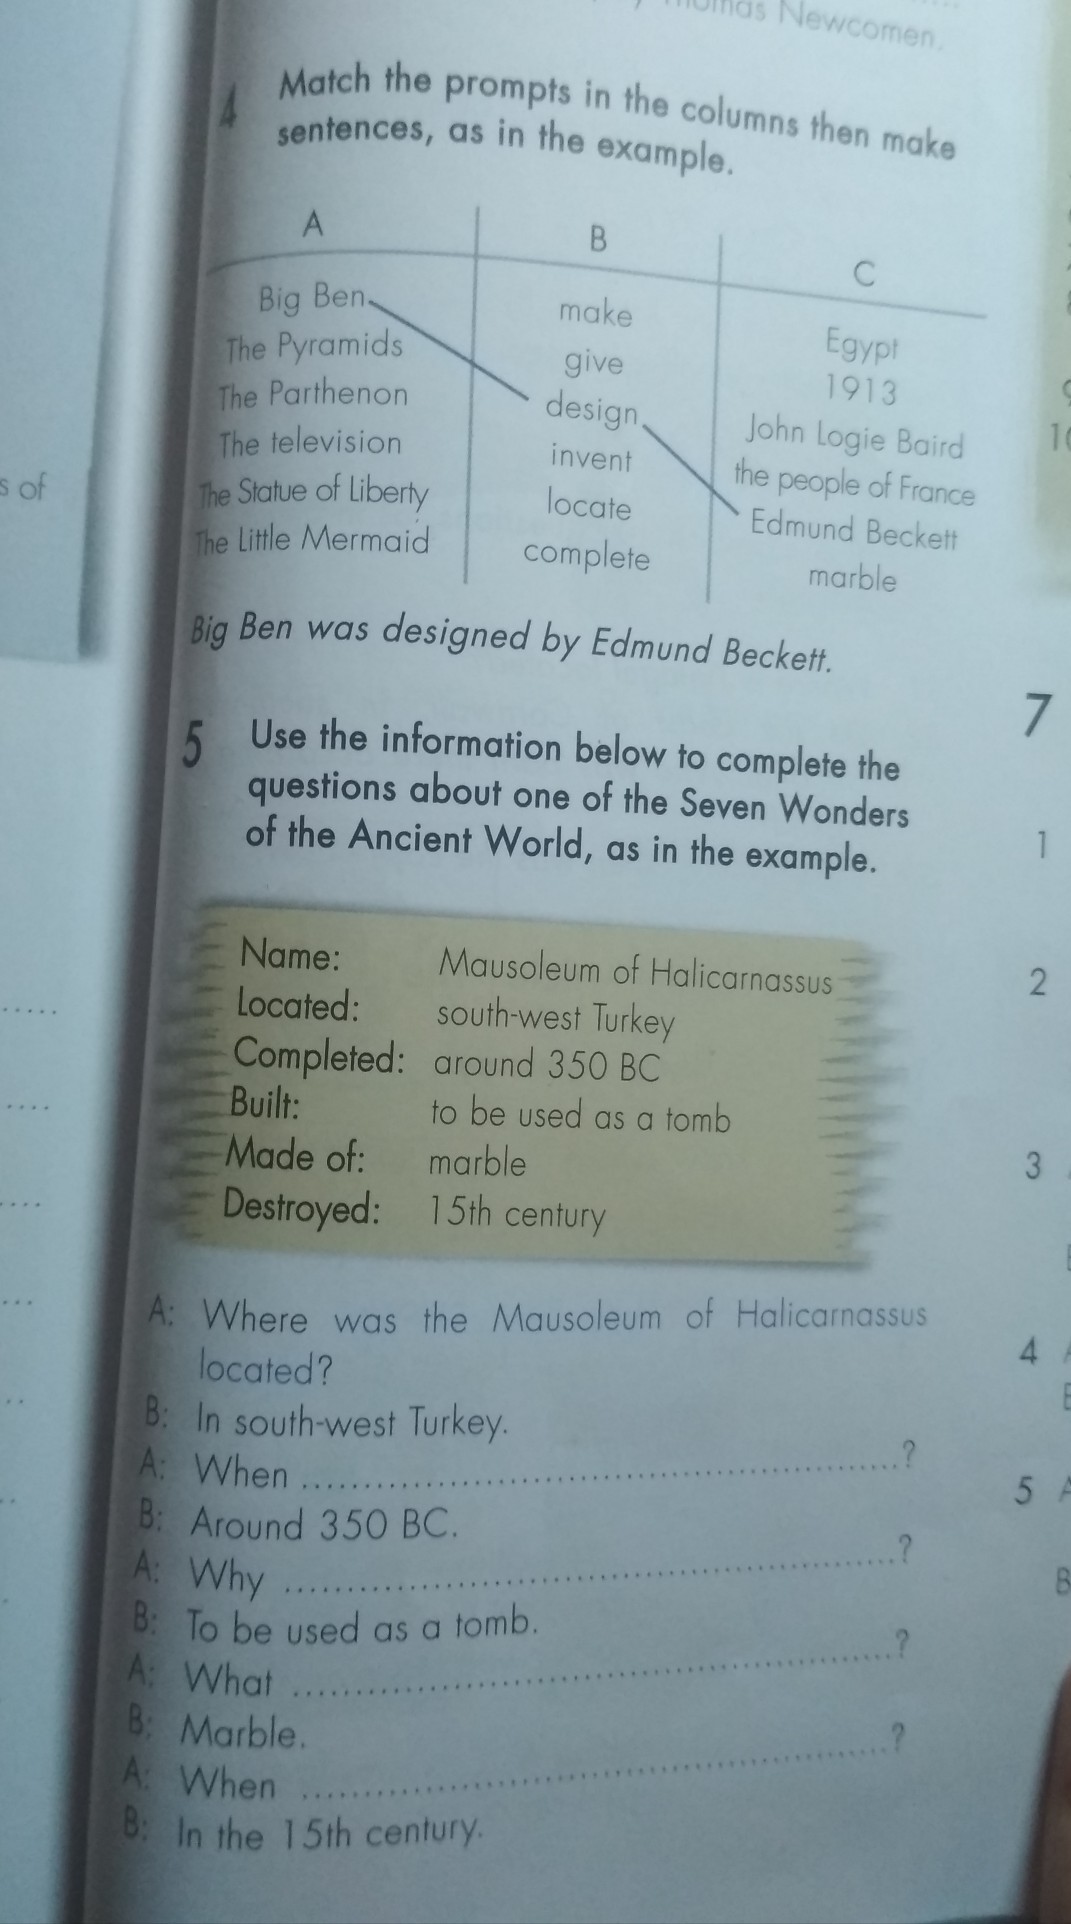 Newcomen.
4 Match the prompts in the columns then make
sentences, as in the example.
A B C
Big Ben make Egypt
The Pyramids give 1913
The Parthenon design John Logie Baird
The television invent the people of France
The Statue of Liberty locate Edmund Beckett
The Little Mermaid complete marble
Big Ben was designed by Edmund Beckett.
5 Use the information below to complete the
questions about one of the Seven Wonders
of the Ancient World, as in the example.
Name: Mausoleum of Halicarnassus
Located: south-west Turkey
Completed: around 350 BC
Built: to be used as a tomb
Made of: marble
Destroyed: 15th century
A: Where was the Mausoleum of Halicarnassus
located?
B: In south-west Turkey.
A: When ..............................?
B: Around 350 BC.
A: Why ..............................?
B: To be used as a tomb.
A: What ..............................?
B: Marble.
A: When ..............................?
B: In the 15th century.
s of
10
7
1
2
3
4
5
B